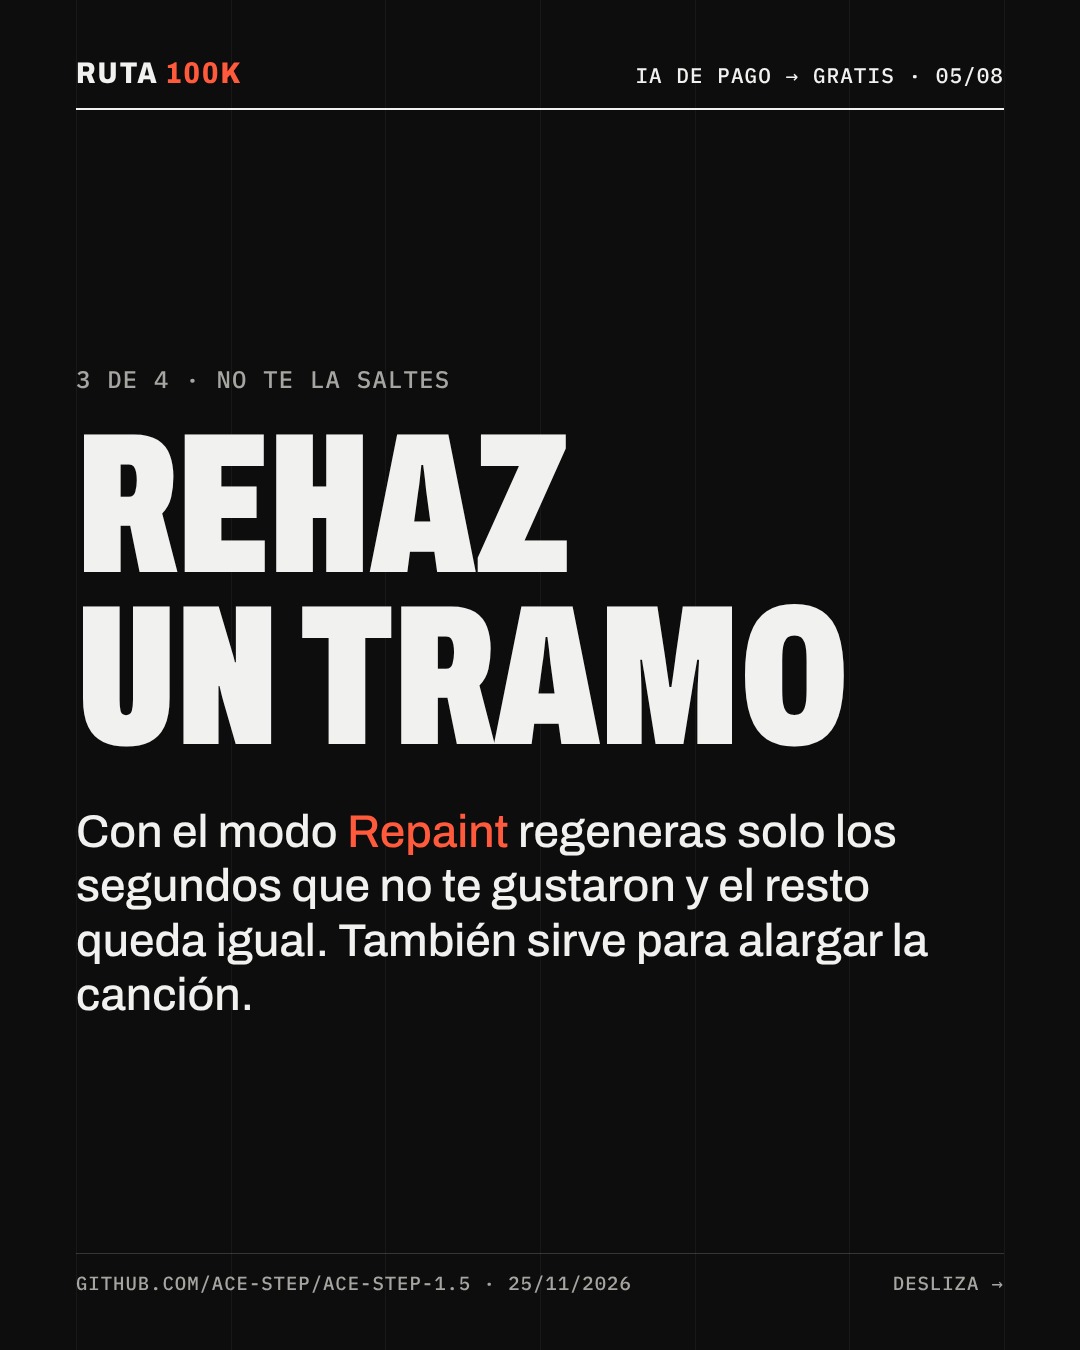 RUTA 100K
IA DE PAGO → GRATIS · 05/08
3 DE 4 · NO TE LA SALTES
REHAZ
UN TRAMO
Con el modo Repaint regeneras solo los
segundos que no te gustaron y el resto
queda igual. También sirve para alargar la
canción.
GITHUB.COM/ACE-STEP/ACE-STEP-1.5 · 25/11/2026
DESLIZA →